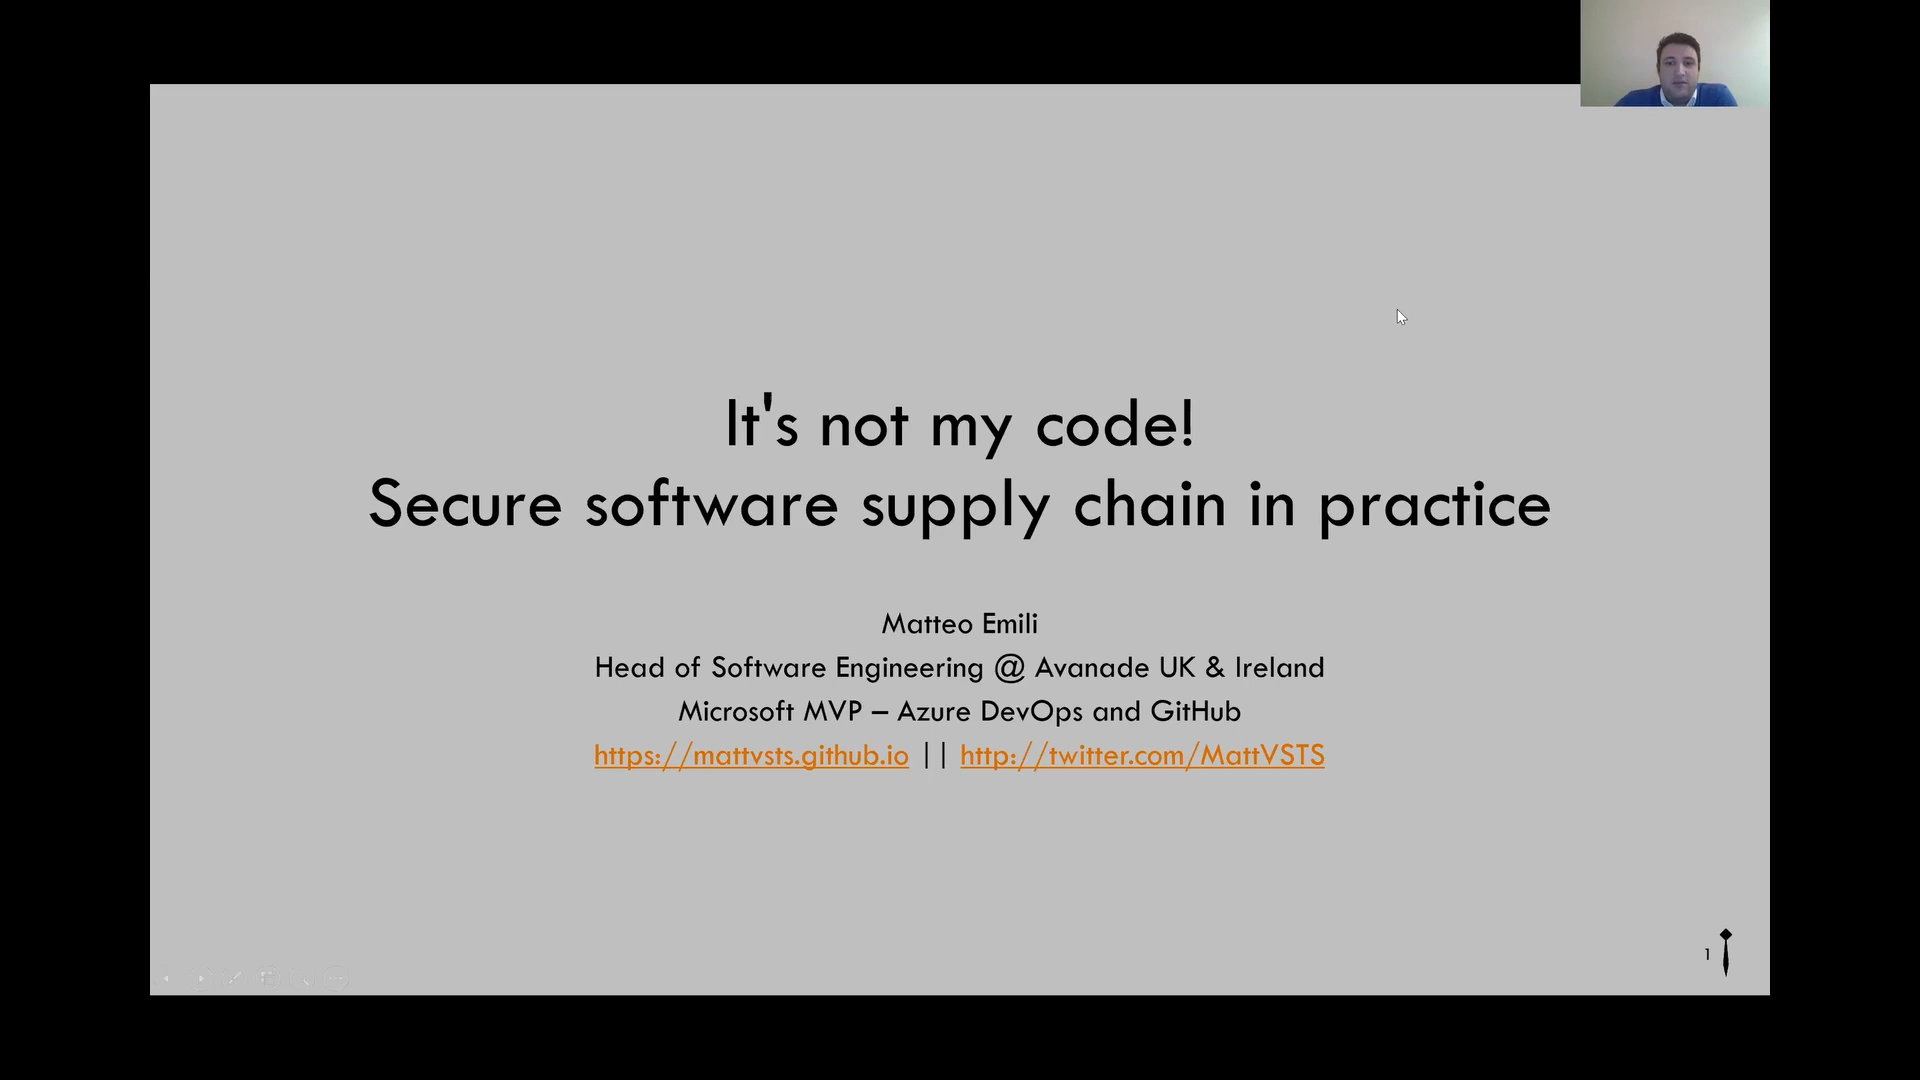 It's not my code!
Secure software supply chain in practice
Matteo Emili
Head of Software Engineering @ Avanade UK & Ireland
Microsoft MVP – Azure DevOps and GitHub
https://mattvsts.github.io || http://twitter.com/MattVSTS
1